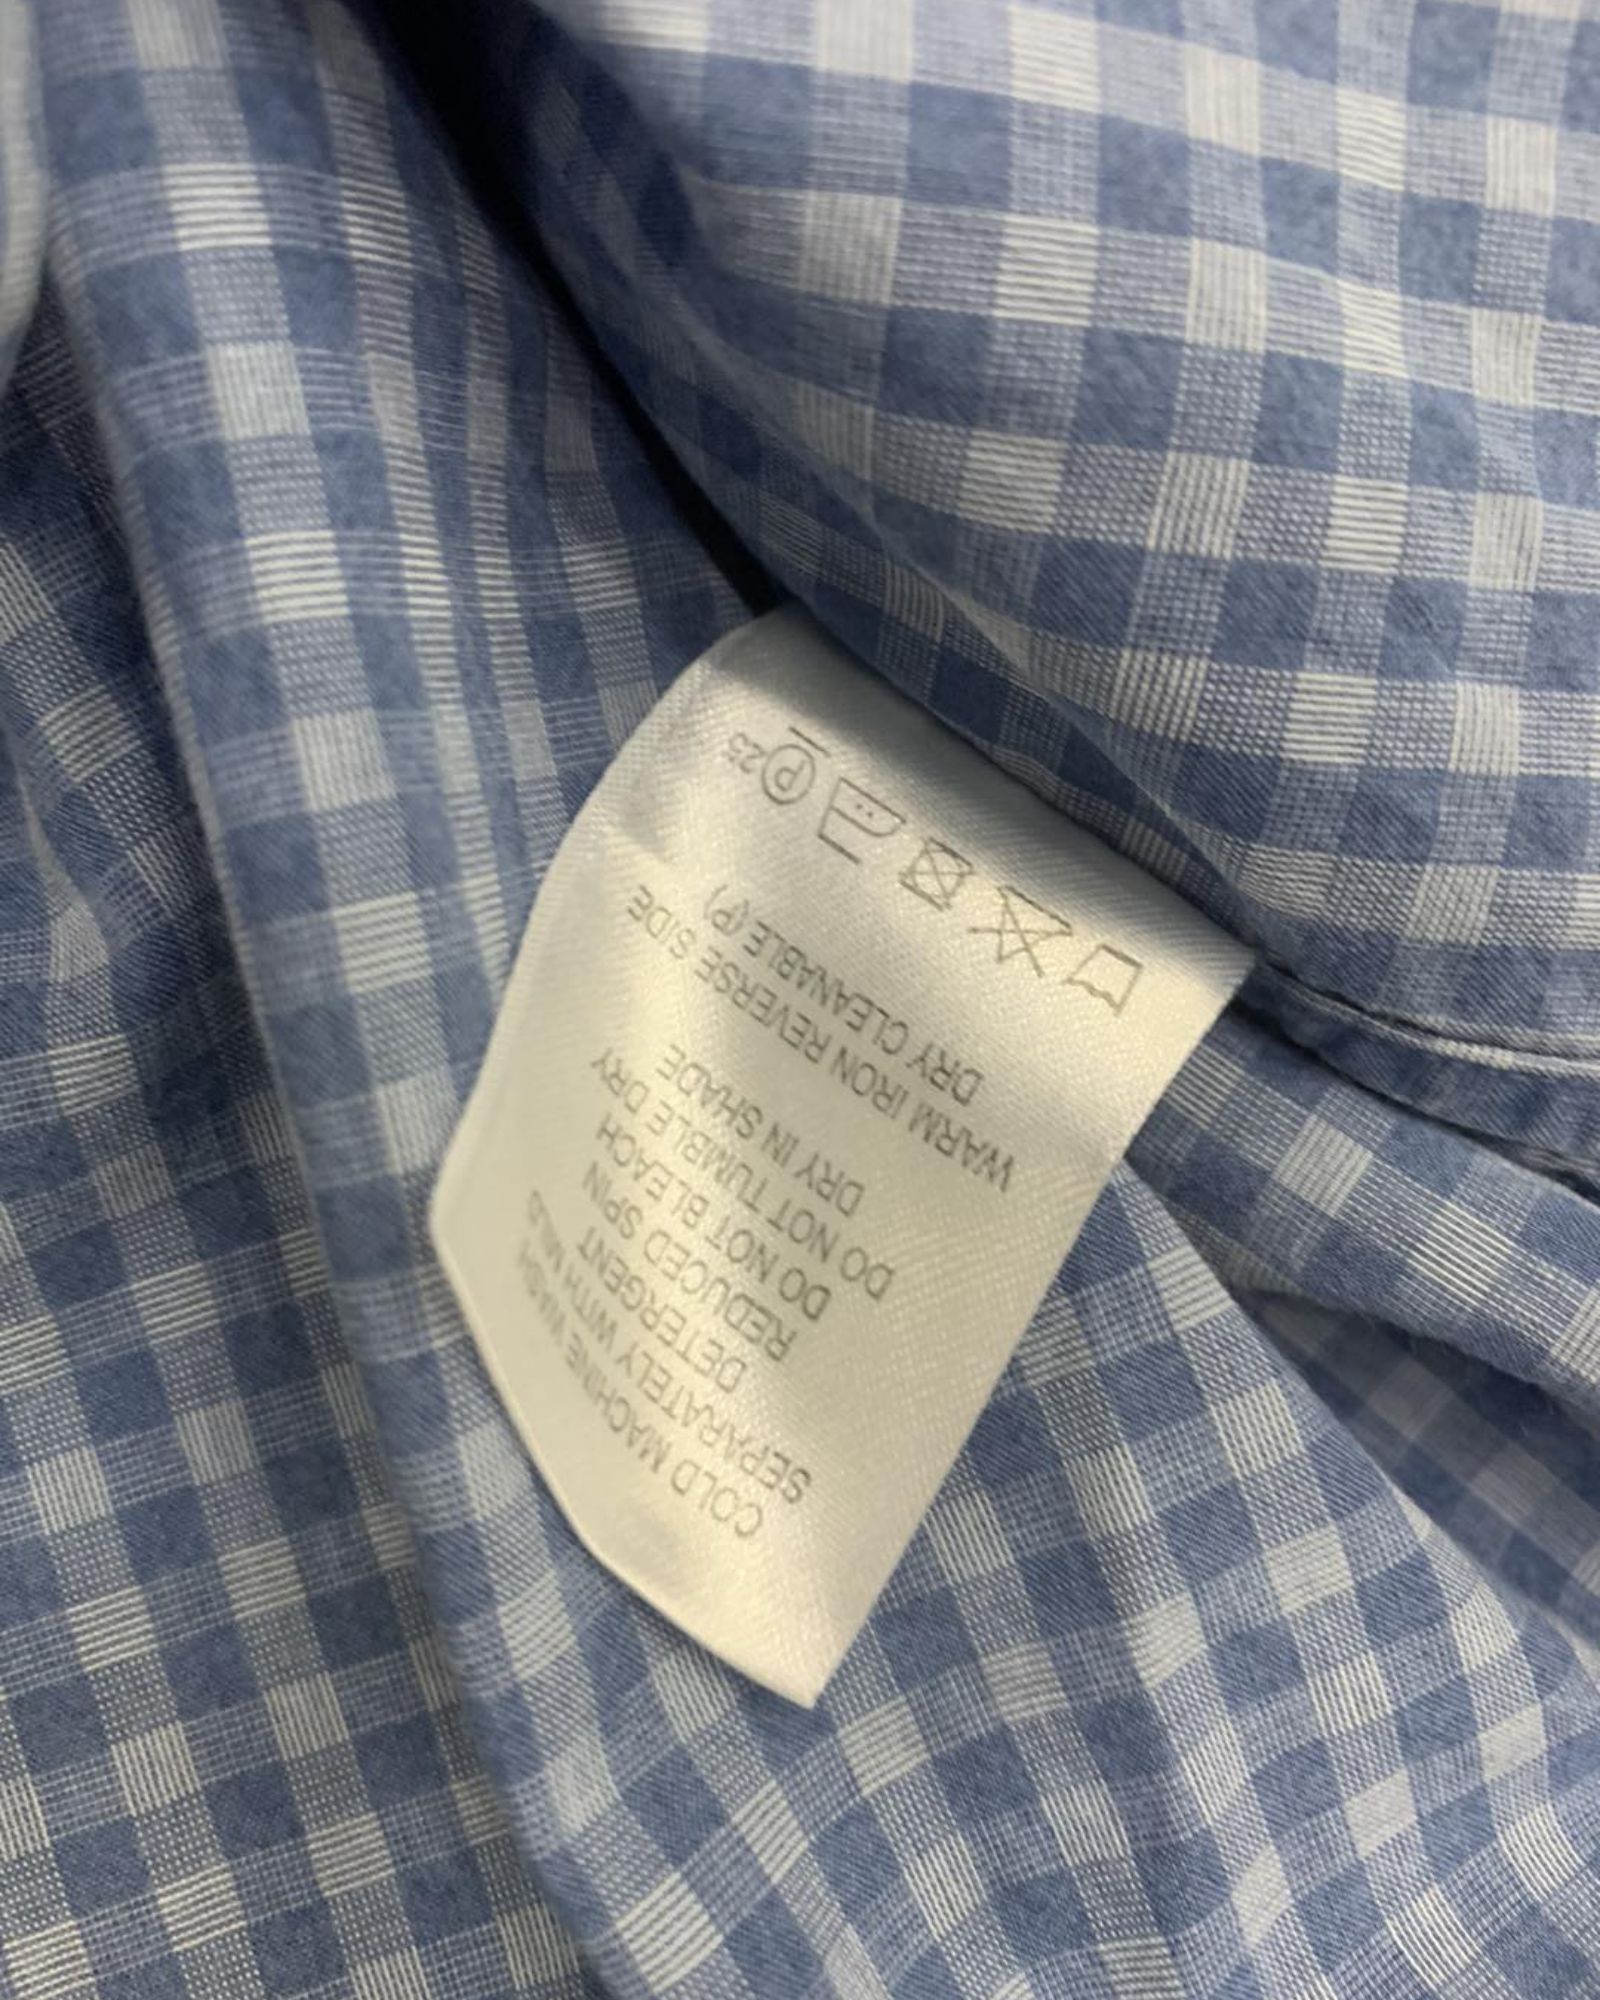 COLD MACHINE WASH
SEPARATELY WITH MILD
DETERGENT
REDUCED SPIN
DO NOT BLEACH
DO NOT TUMBLE DRY
DRY IN SHADE
WARM IRON REVERSE SIDE
DRY CLEANABLE (P)
P 25